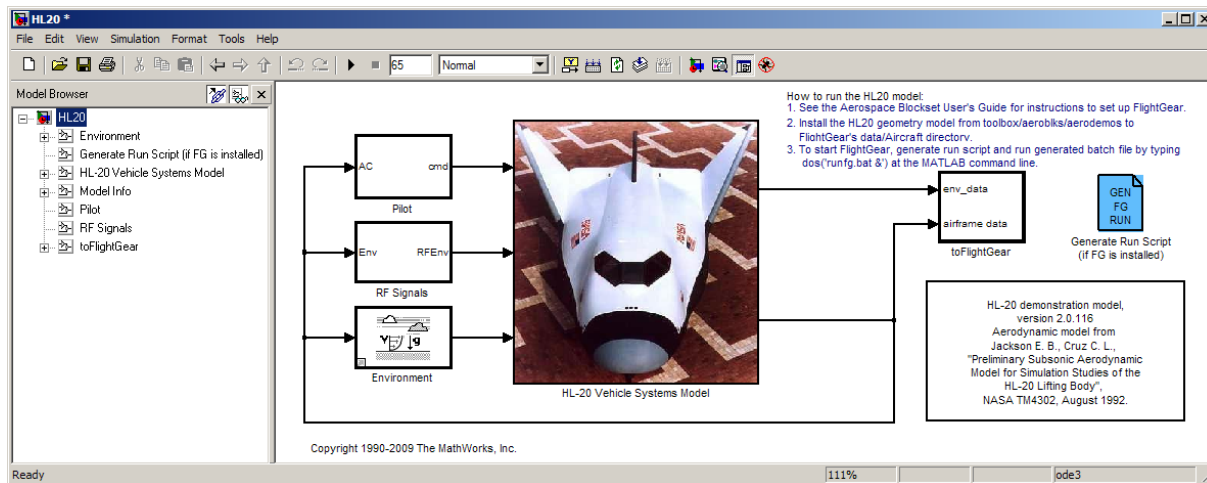 HL20 *
File Edit View Simulation Format Tools Help
65 Normal
Model Browser
HL20
Environment
Generate Run Script (if FG is installed)
HL-20 Vehicle Systems Model
Model Info
Pilot
RF Signals
toFlightGear
How to run the HL20 model:
1. See the Aerospace Blockset User's Guide for instructions to set up FlightGear.
2. Install the HL20 geometry model from toolbox/aeroblks/aerodemos to
FlightGear's data/Aircraft directory.
3. To start FlightGear, generate run script and run generated batch file by typing
dos('runfg.bat &') at the MATLAB command line.
AC cmd
Pilot
Env RFEnv
RF Signals
V g
Environment
HL-20 Vehicle Systems Model
env_data
airframe data
toFlightGear
GEN
FG
RUN
Generate Run Script
(if FG is installed)
HL-20 demonstration model,
version 2.0.116
Aerodynamic model from
Jackson E. B., Cruz C. L.,
"Preliminary Subsonic Aerodynamic
Model for Simulation Studies of the
HL-20 Lifting Body",
NASA TM4302, August 1992.
Copyright 1990-2009 The MathWorks, Inc.
Ready 111% ode3